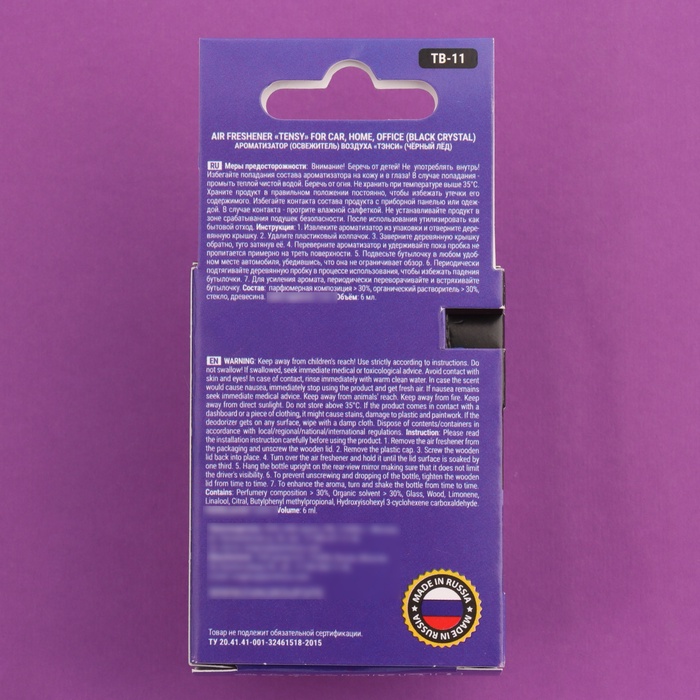 TB-11
AIR FRESHENER «TENSY» FOR CAR, HOME, OFFICE (BLACK CRYSTAL)
АРОМАТИЗАТОР (ОСВЕЖИТЕЛЬ) ВОЗДУХА «ТЭНСИ» (ЧЁРНЫЙ ЛЁД)
RU Меры предосторожности: Внимание! Беречь от детей! Не употреблять внутрь!
Избегайте попадания состава ароматизатора на кожу и в глаза! В случае попадания -
промыть теплой чистой водой. Беречь от огня. Не хранить при температуре выше 35°С.
Храните продукт в правильном положении постоянно, чтобы избежать утечки его
содержимого. Избегайте контакта состава продукта с приборной панелью или одеж-
дой. В случае контакта - протрите влажной салфеткой. Не устанавливайте продукт в
зоне срабатывания подушек безопасности. После использования утилизировать как
бытовой отход. Инструкция: 1. Извлеките ароматизатор из упаковки и отверните дере-
вянную крышку. 2. Удалите пластиковый колпачок. 3. Заверните деревянную крышку
обратно, туго затянув её. 4. Переверните ароматизатор и удерживайте пока пробка не
пропитается примерно на треть поверхности. 5. Подвесьте бутылочку в любом удоб-
ном месте автомобиля, убедившись, что она не ограничивает обзор. 6. Периодически
подтягивайте деревянную пробку в процессе использования, чтобы избежать падения
бутылочки. 7. Для усиления аромата, периодически переворачивайте и встряхивайте
бутылочку. Состав: парфюмерная композиция > 30%, органический растворитель > 30%,
стекло, древесина. Объём: 6 мл.
EN WARNING: Keep away from children's reach! Use strictly according to instructions. Do
not swallow! If swallowed, seek immediate medical or toxicological advice. Avoid contact with
skin and eyes! In case of contact, rinse immediately with warm clean water. In case the scent
would cause nausea, immediately stop using the product and get fresh air. If nausea remains
seek immediate medical advice. Keep away from animals' reach. Keep away from fire. Keep
away from direct sunlight. Do not store above 35°C. If the product comes in contact with a
dashboard or a piece of clothing, it might cause stains, damage to plastic and paintwork. If the
deodorizer gets on any surface, wipe with a damp cloth. Dispose of contents/containers in
accordance with local/regional/national/international regulations. Instruction: Please read
the installation instruction carefully before using the product. 1. Remove the air freshener from
the packaging and unscrew the wooden lid. 2. Remove the plastic cap. 3. Screw the wooden
lid back into place. 4. Turn over the air freshener and hold it until the lid surface is soaked by
one third. 5. Hang the bottle upright on the rear-view mirror making sure that it does not limit
the driver's visibility. 6. To prevent unscrewing and dropping of the bottle, tighten the wooden
lid from time to time. 7. To enhance the aroma, turn and shake the bottle from time to time.
Contains: Perfumery composition > 30%, Organic solvent > 30%, Glass, Wood, Limonene,
Linalool, Citral, Butylphenyl methylpropional, Hydroxyisohexyl 3-cyclohexene carboxaldehyde.
Volume: 6 ml.
MADE IN RUSSIA
MADE IN RUSSIA
Товар не подлежит обязательной сертификации.
ТУ 20.41.41-001-32461518-2015